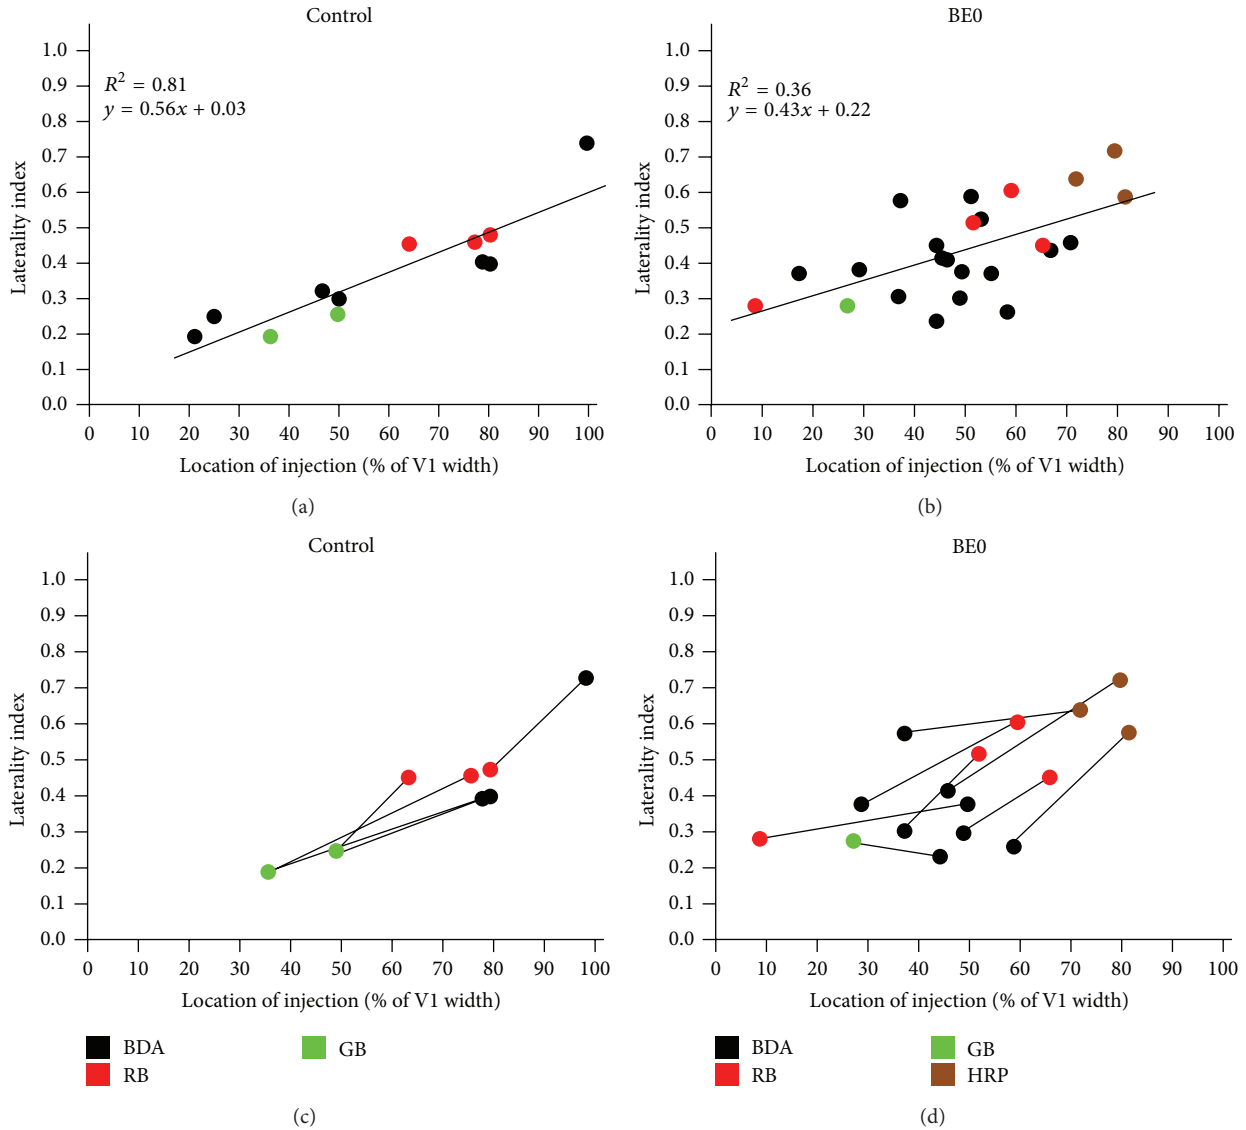 Control
1.0
0.9
0.8
0.7
0.6
0.5
0.4
0.3
0.2
0.1
0.0
R² = 0.81
y = 0.56x + 0.03
Laterality index
0 10 20 30 40 50 60 70 80 90 100
Location of injection (% of V1 width)
(a)
BE0
1.0
0.9
0.8
0.7
0.6
0.5
0.4
0.3
0.2
0.1
0.0
R² = 0.36
y = 0.43x + 0.22
Laterality index
0 10 20 30 40 50 60 70 80 90 100
Location of injection (% of V1 width)
(b)
Control
1.0
0.9
0.8
0.7
0.6
0.5
0.4
0.3
0.2
0.1
0.0
Laterality index
0 10 20 30 40 50 60 70 80 90 100
Location of injection (% of V1 width)
BDA
RB
GB
(c)
BE0
1.0
0.9
0.8
0.7
0.6
0.5
0.4
0.3
0.2
0.1
0.0
Laterality index
0 10 20 30 40 50 60 70 80 90 100
Location of injection (% of V1 width)
BDA
RB
GB
HRP
(d)